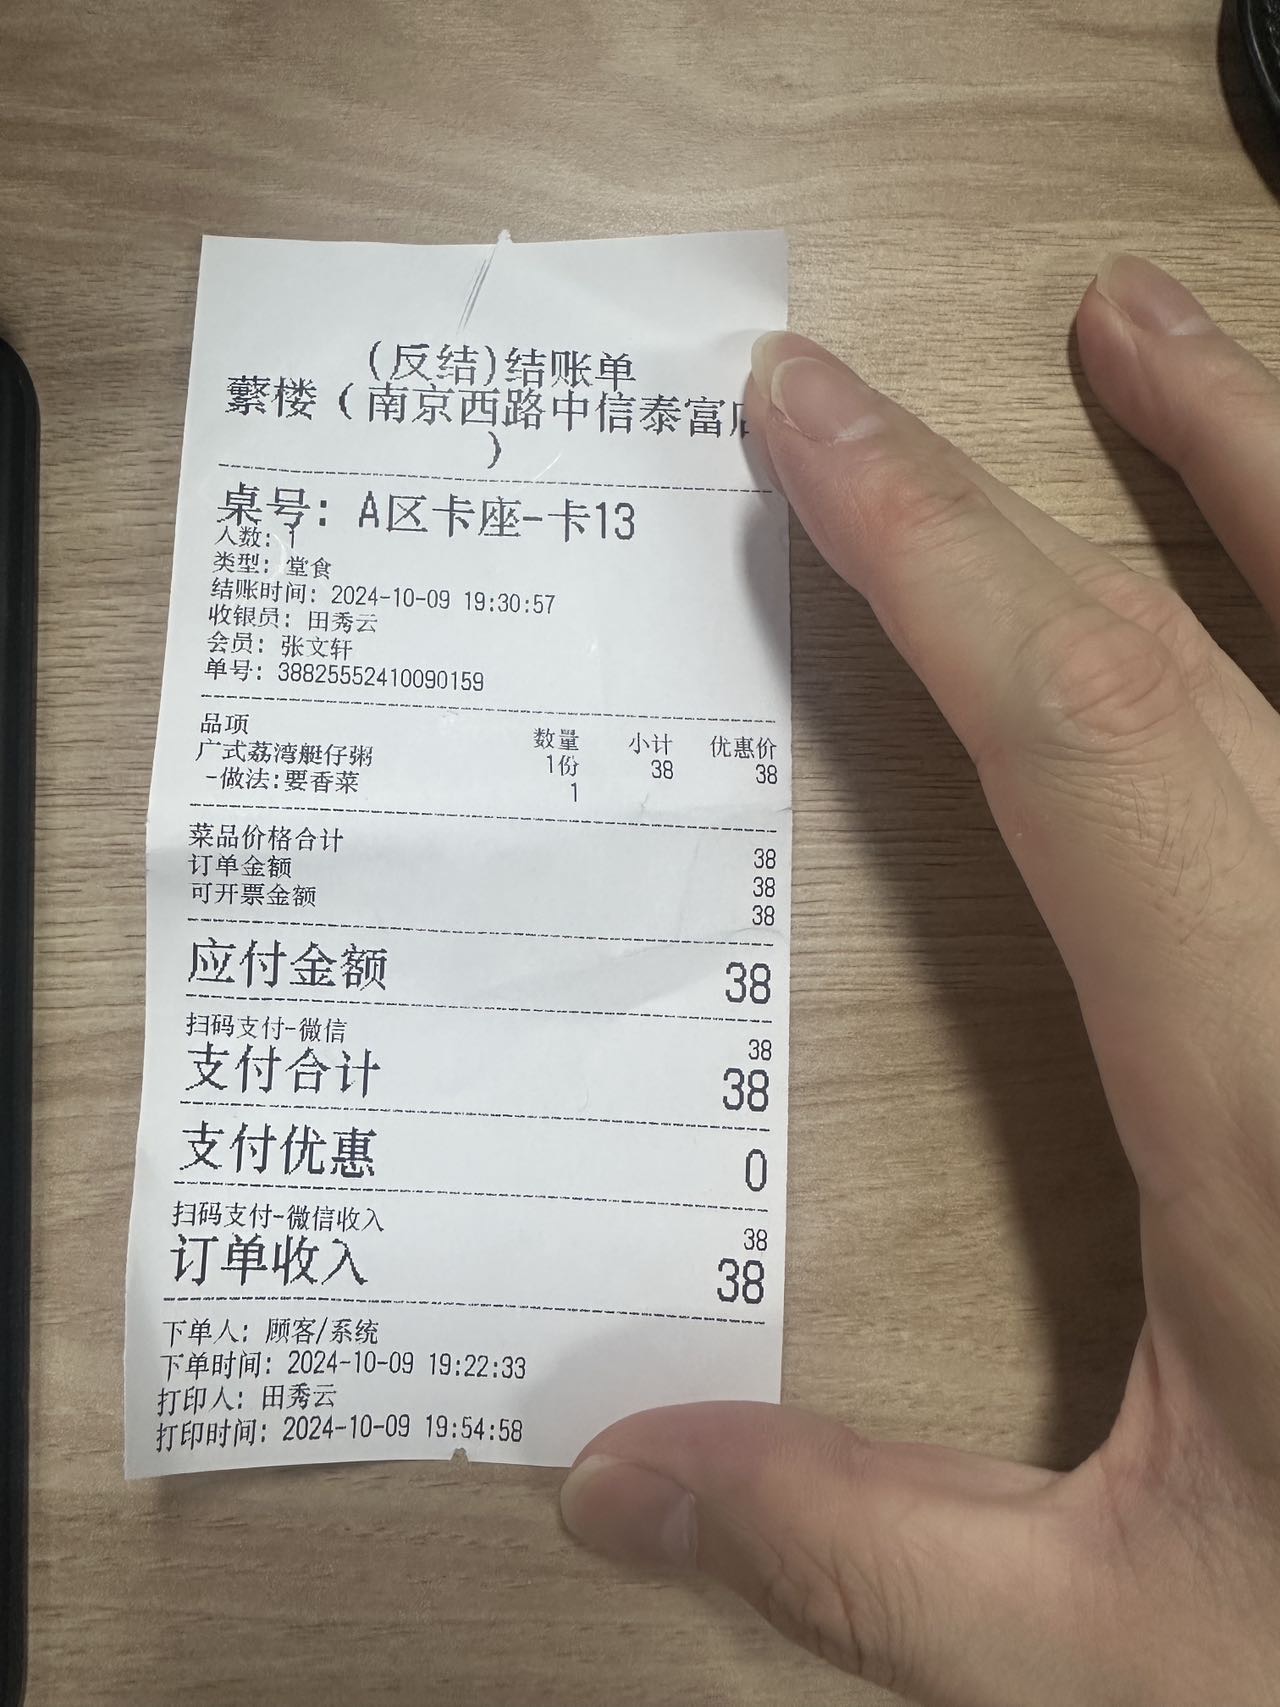 (反结)结账单
蘩楼（南京西路中信泰富店
）
桌号: A区卡座-卡13
人数: 1
类型: 堂食
结账时间: 2024-10-09 19:30:57
收银员: 田秀云
会员: 张文轩
单号: 38825552410090159
品项 数量 小计 优惠价
广式荔湾艇仔粥 1份 38 38
-做法:要香菜 1
菜品价格合计 38
订单金额 38
可开票金额 38
应付金额 38
扫码支付-微信 38
支付合计 38
支付优惠 0
扫码支付-微信收入 38
订单收入 38
下单人: 顾客/系统
下单时间: 2024-10-09 19:22:33
打印人: 田秀云
打印时间: 2024-10-09 19:54:58